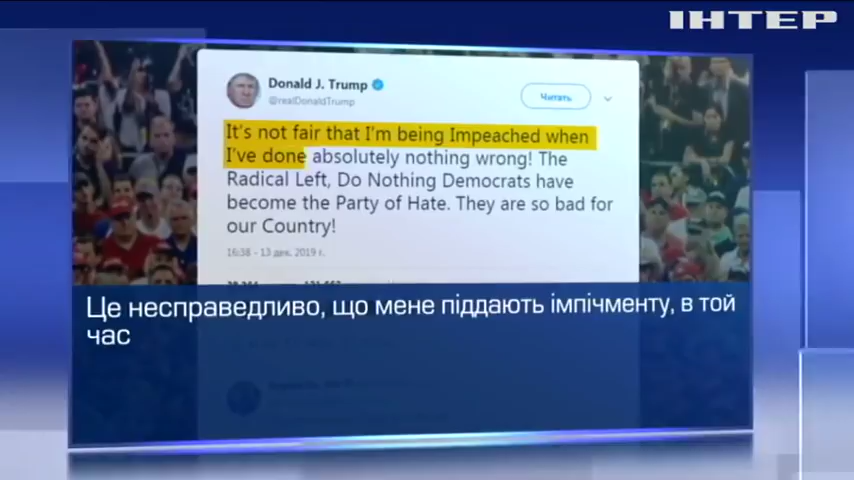 ІНТЕР
Donald J. Trump
@realDonaldTrump
Читать
It's not fair that I'm being Impeached when
I've done absolutely nothing wrong! The
Radical Left, Do Nothing Democrats have
become the Party of Hate. They are so bad for
our Country!
16:38 - 13 дек. 2019 г.
Це несправедливо, що мене піддають імпічменту, в той
час